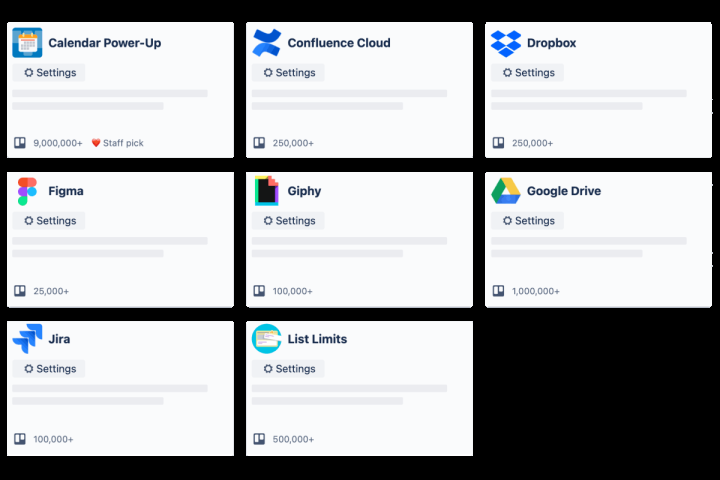 Calendar Power-Up
Settings
9,000,000+ ❤️ Staff pick
Confluence Cloud
Settings
250,000+
Dropbox
Settings
250,000+
Figma
Settings
25,000+
Giphy
Settings
100,000+
Google Drive
Settings
1,000,000+
Jira
Settings
100,000+
List Limits
Settings
500,000+